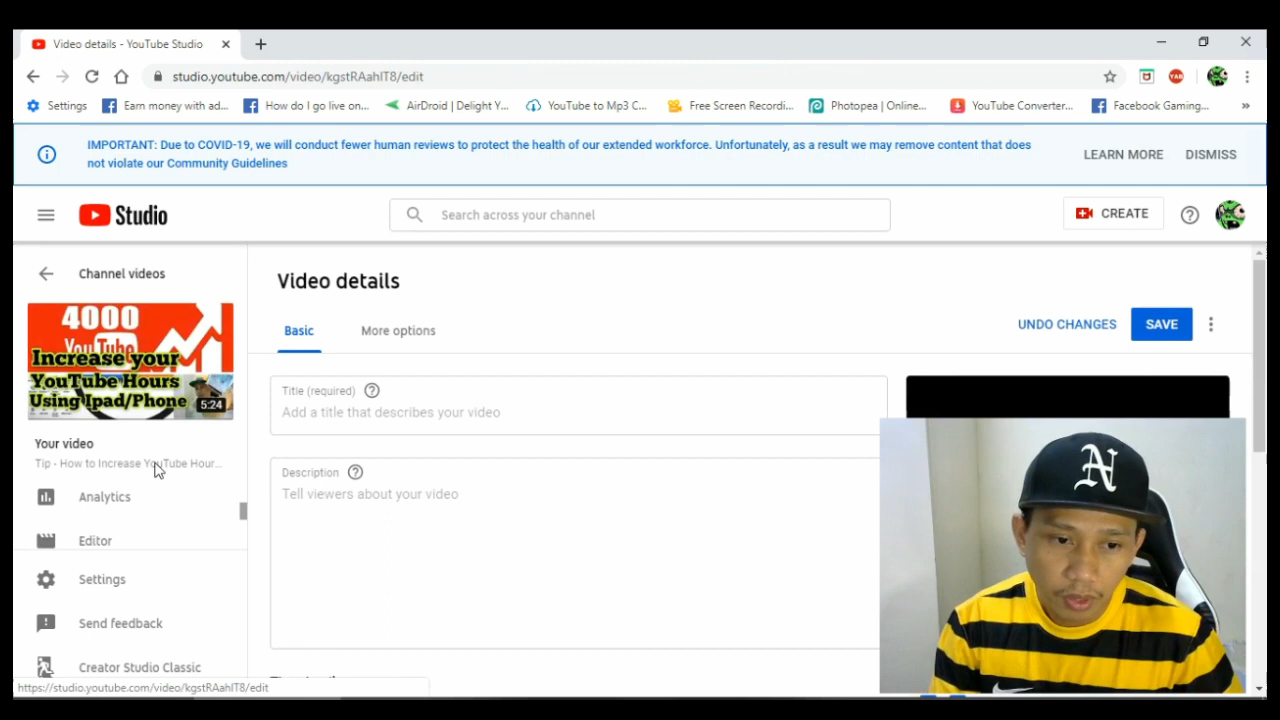 Video details - YouTube Studio
studio.youtube.com/video/kgstRAahIT8/edit
Settings
Earn money with ad...
How do I go live on...
AirDroid | Delight Y...
YouTube to Mp3 C...
Free Screen Recordi...
Photopea | Online...
YouTube Converter...
Facebook Gaming...
»
IMPORTANT: Due to COVID-19, we will conduct fewer human reviews to protect the health of our extended workforce. Unfortunately, as a result we may remove content that does
not violate our Community Guidelines
LEARN MORE
DISMISS
Studio
Search across your channel
CREATE
Channel videos
4000
YouTube
Increase your
YouTube Hours
Using Ipad/Phone
5:24
Your video
Tip - How to Increase YouTube Hour...
Analytics
Editor
Settings
Send feedback
Creator Studio Classic
https://studio.youtube.com/video/kgstRAahIT8/edit
Video details
Basic
More options
UNDO CHANGES
SAVE
Title (required)
Add a title that describes your video
Description
Tell viewers about your video